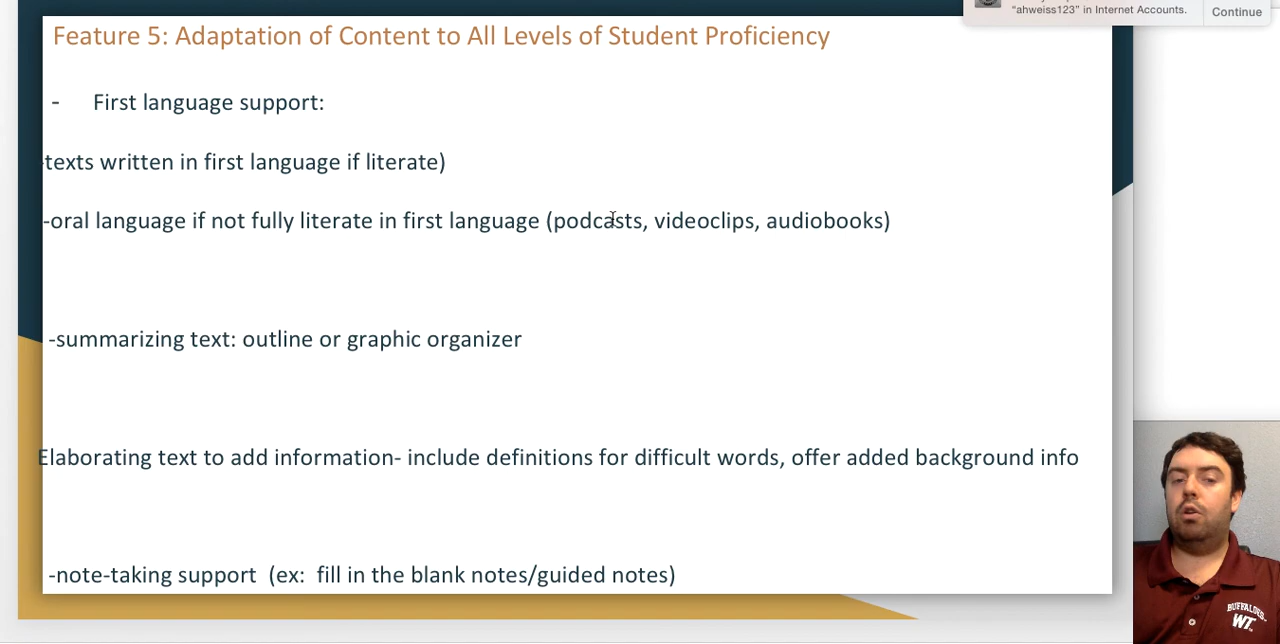 "ahweiss123" in Internet Accounts.
Continue
Feature 5: Adaptation of Content to All Levels of Student Proficiency
- First language support:
-texts written in first language if literate)
-oral language if not fully literate in first language (podcasts, videoclips, audiobooks)
-summarizing text: outline or graphic organizer
Elaborating text to add information- include definitions for difficult words, offer added background info
-note-taking support (ex: fill in the blank notes/guided notes)
BUFFALOES
WT